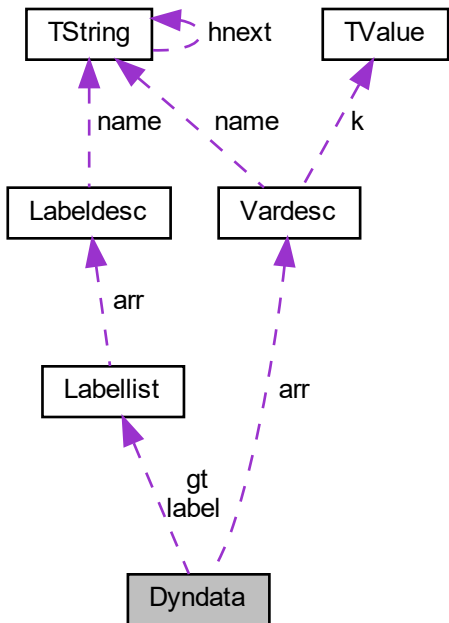 TString
hnext
TValue
name
name
k
Labeldesc
Vardesc
arr
Labellist
arr
gt
label
Dyndata